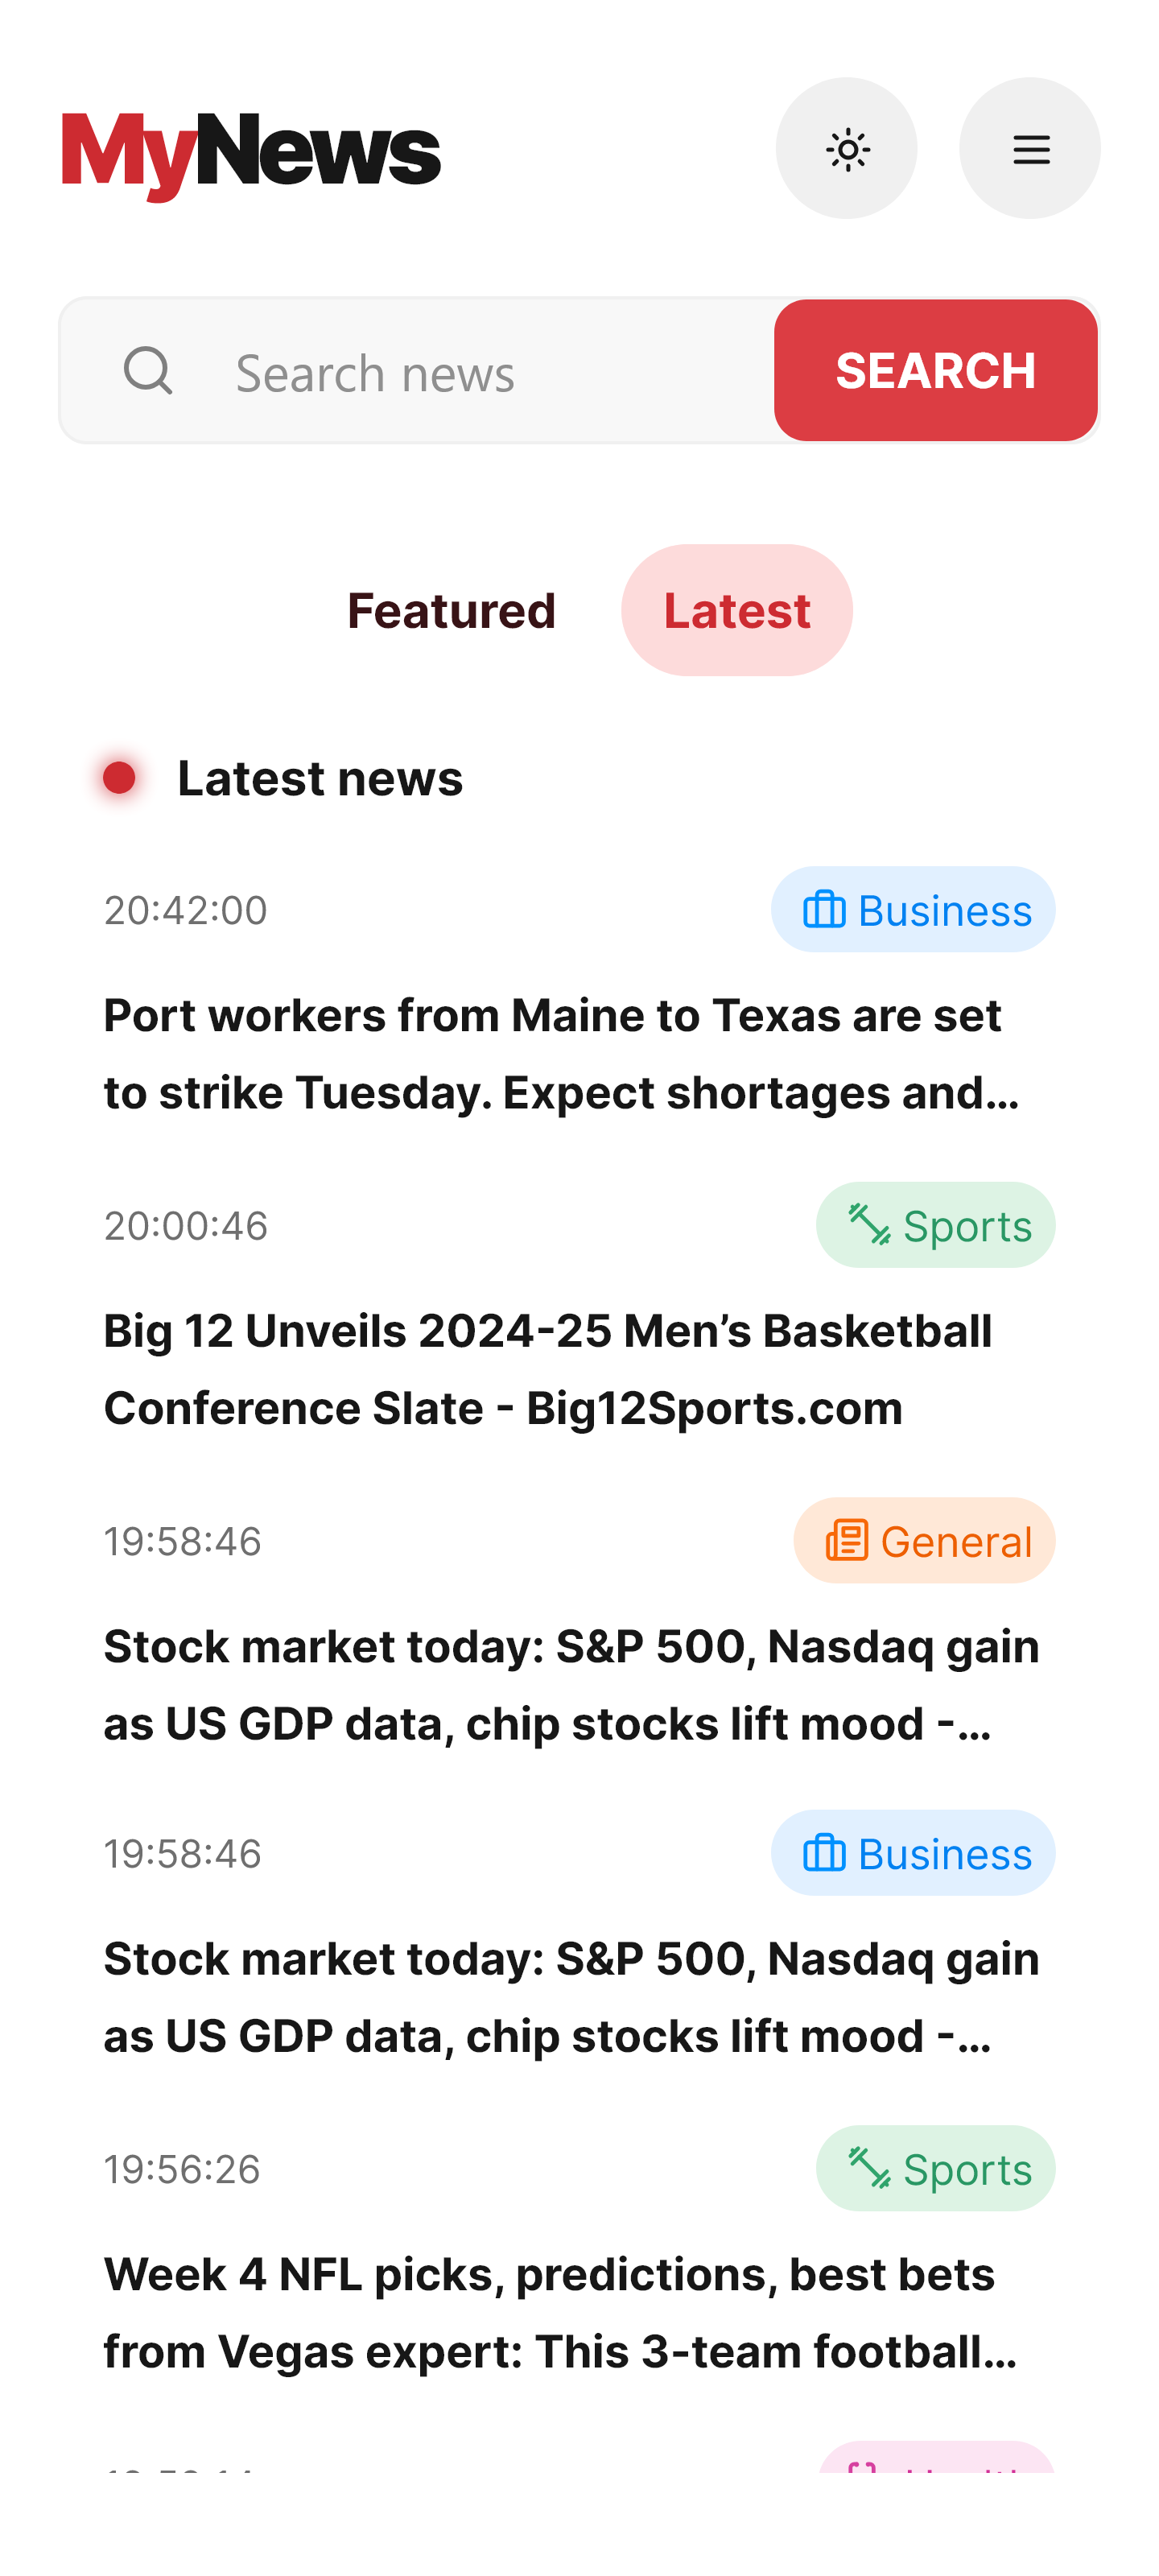 MyNews
Search news
SEARCH
Featured
Latest
Latest news
20:42:00
Business
Port workers from Maine to Texas are set
to strike Tuesday. Expect shortages and...
20:00:46
Sports
Big 12 Unveils 2024-25 Men’s Basketball
Conference Slate - Big12Sports.com
19:58:46
General
Stock market today: S&P 500, Nasdaq gain
as US GDP data, chip stocks lift mood -...
19:58:46
Business
Stock market today: S&P 500, Nasdaq gain
as US GDP data, chip stocks lift mood -...
19:56:26
Sports
Week 4 NFL picks, predictions, best bets
from Vegas expert: This 3-team football...